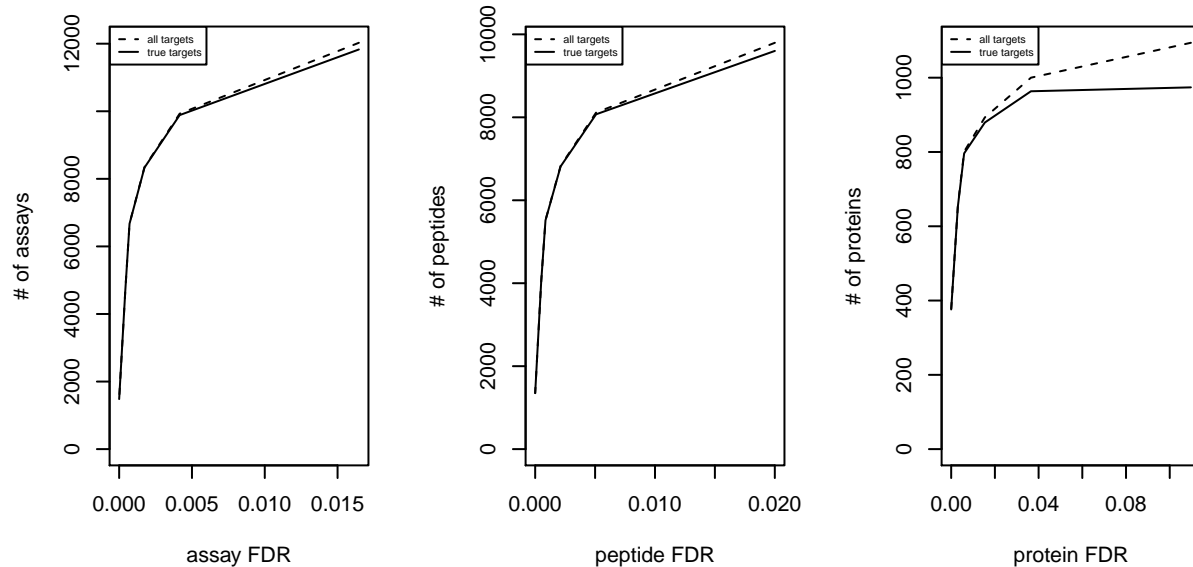 all targets
true targets
# of assays
0
2000
4000
6000
8000
12000
0.000
0.005
0.010
0.015
assay FDR
all targets
true targets
# of peptides
0
2000
4000
6000
8000
10000
0.000
0.010
0.020
peptide FDR
all targets
true targets
# of proteins
0
200
400
600
800
1000
0.00
0.04
0.08
protein FDR